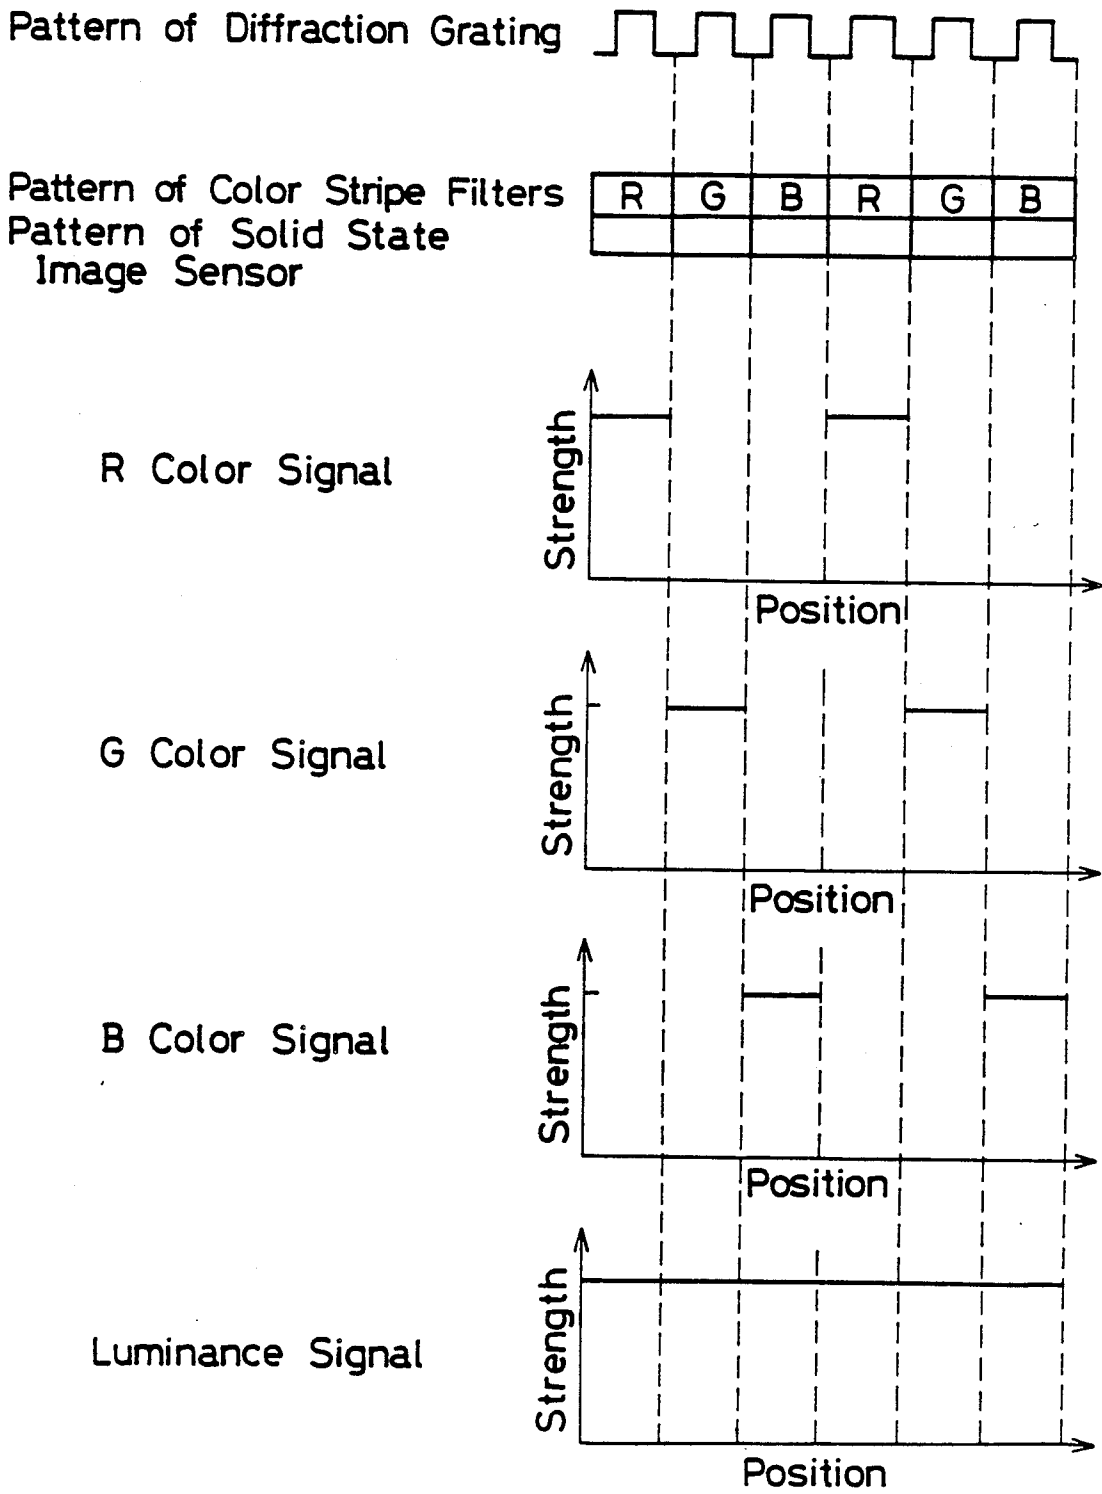 Pattern of Diffraction Grating
Pattern of Color Stripe Filters
R G B R G B
Pattern of Solid State
Image Sensor
R Color Signal
Strength
Position
G Color Signal
Strength
Position
B Color Signal
Strength
Position
Luminance Signal
Strength
Position